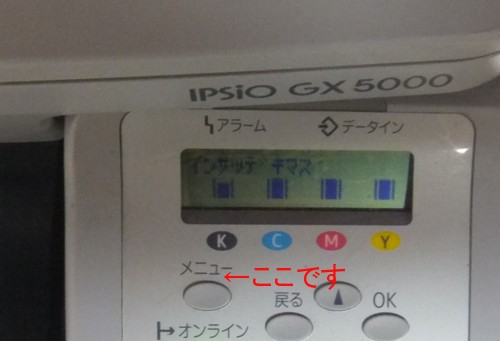 IPSiO GX 5000
アラーム データイン
インサツデキマス
K C M Y
メニュー ←ここです
戻る OK
オンライン